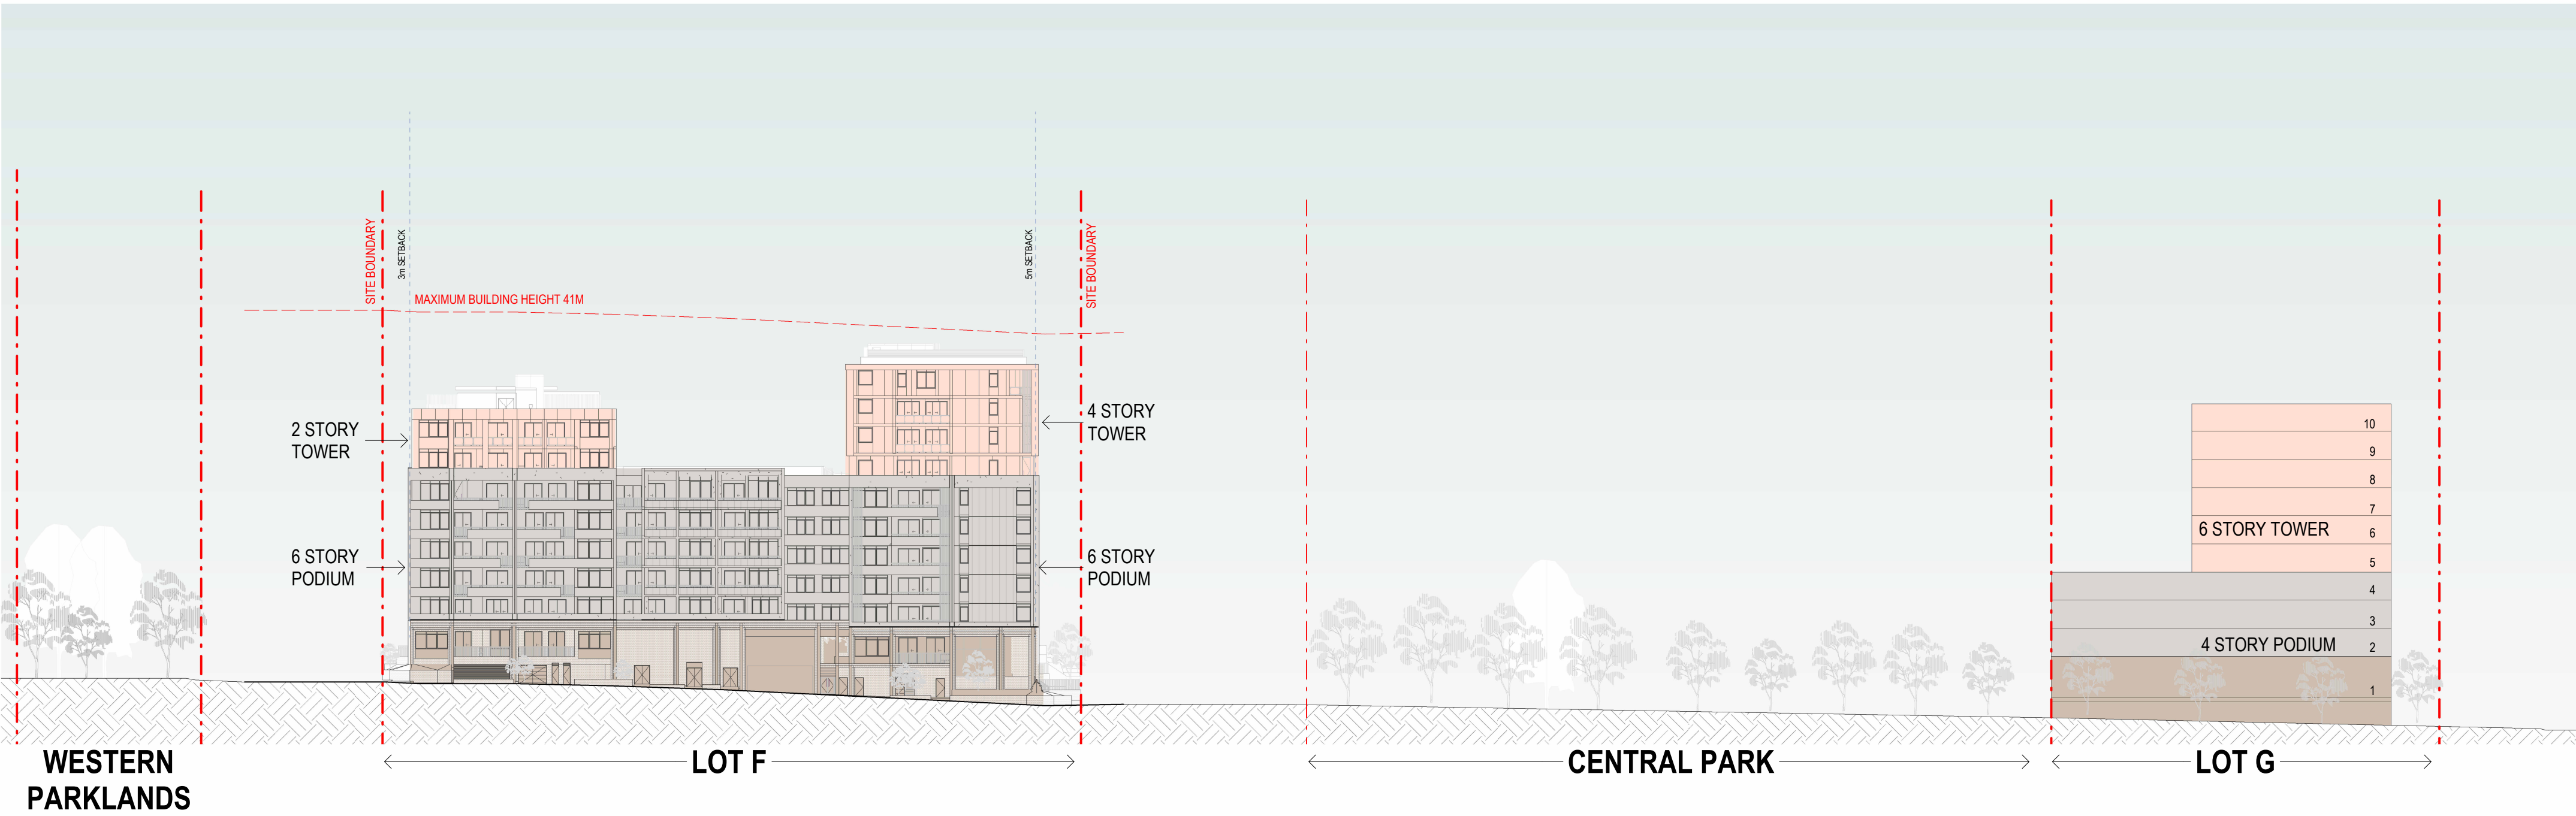 SITE BOUNDARY
3m SETBACK
MAXIMUM BUILDING HEIGHT 41M
5m SETBACK
SITE BOUNDARY
2 STORY
TOWER
4 STORY
TOWER
6 STORY
PODIUM
6 STORY
PODIUM
10
9
8
7
6 STORY TOWER 6
5
4
3
4 STORY PODIUM 2
1
WESTERN
PARKLANDS
LOT F
CENTRAL PARK
LOT G